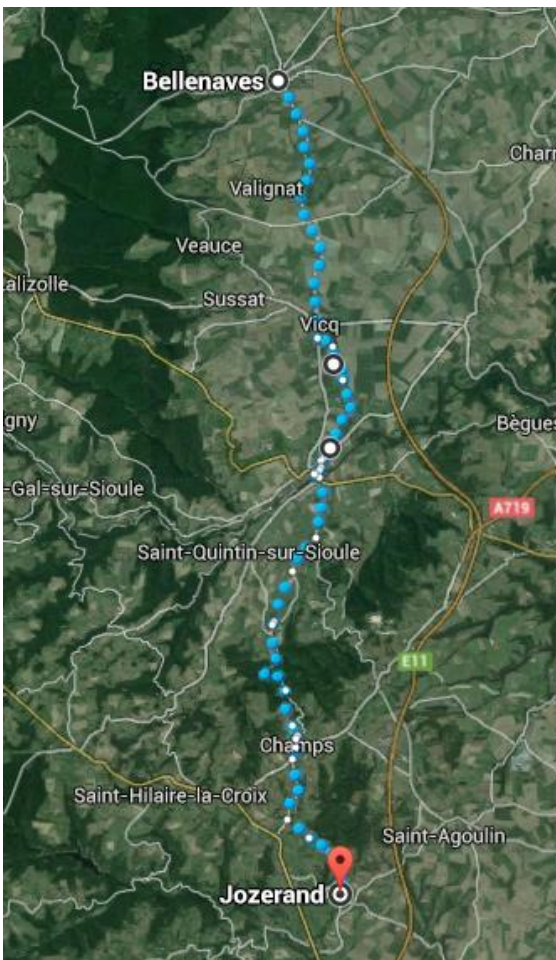 Bellenaves
Charr
Valignat
Veauce
alizolle
Sussat
Vicq
gny
Bègues
-Gal-sur-Sioule
A719
Saint-Quintin-sur-Sioule
E11
Champs
Saint-Hilaire-la-Croix
Saint-Agoulin
Jozerand